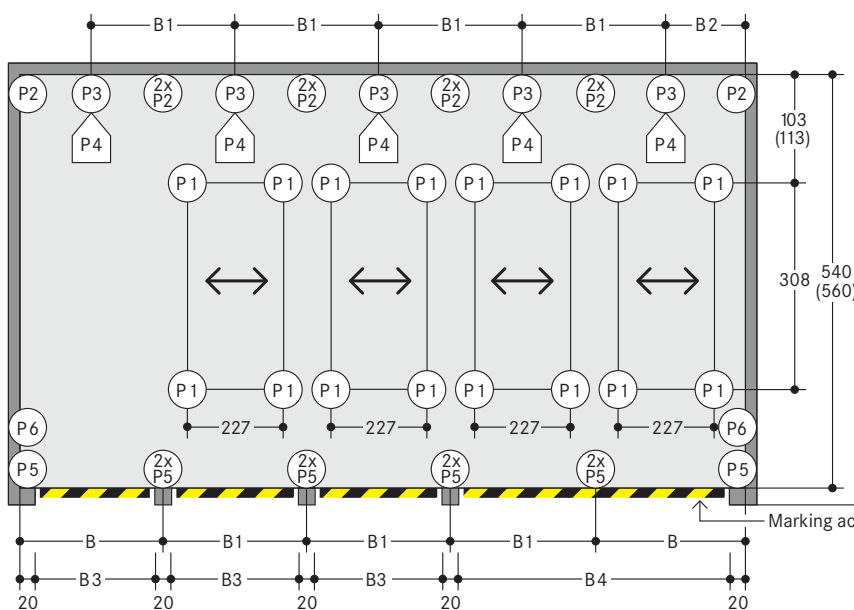 B1 B1 B1 B1 B2
P2 P3 2x P2 P3 2x P2 P3 2x P2 P3 2x P2 P3 P2
P4 P4 P4 P4 P4
103
(113)
P1 P1 P1 P1 P1 P1 P1 P1
308
540
(560)
P1 P1 P1 P1 P1 P1 P1 P1
227 227 227 227
P6 P6
P5 2x P5 2x P5 2x P5 2x P5 P5
Marking ac
B B1 B1 B1 B
B3 B3 B3 B4
20 20 20 20 20